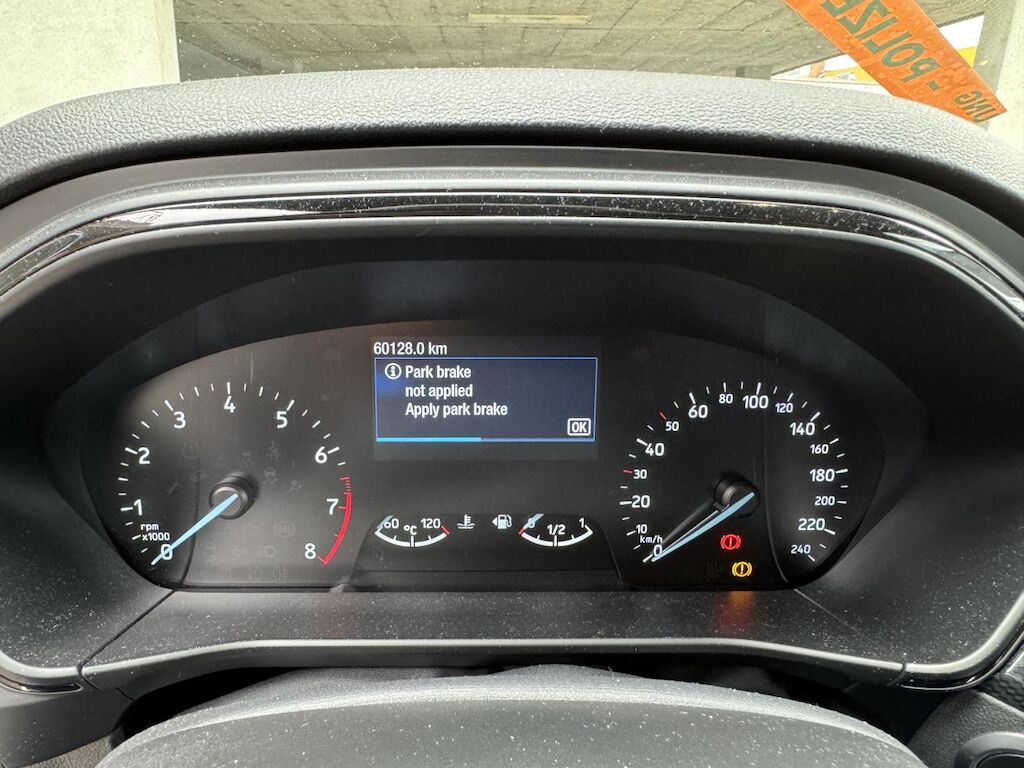 UNG - POLIZE
60128.0 km
Park brake
not applied
Apply park brake
OK
0 1 2 3 4 5 6 7 8
rpm
x1000
60 °C 120
0 1/2 1
0 10 20 30 40 50 60 80 100 120 140 160 180 200 220 240
km/h